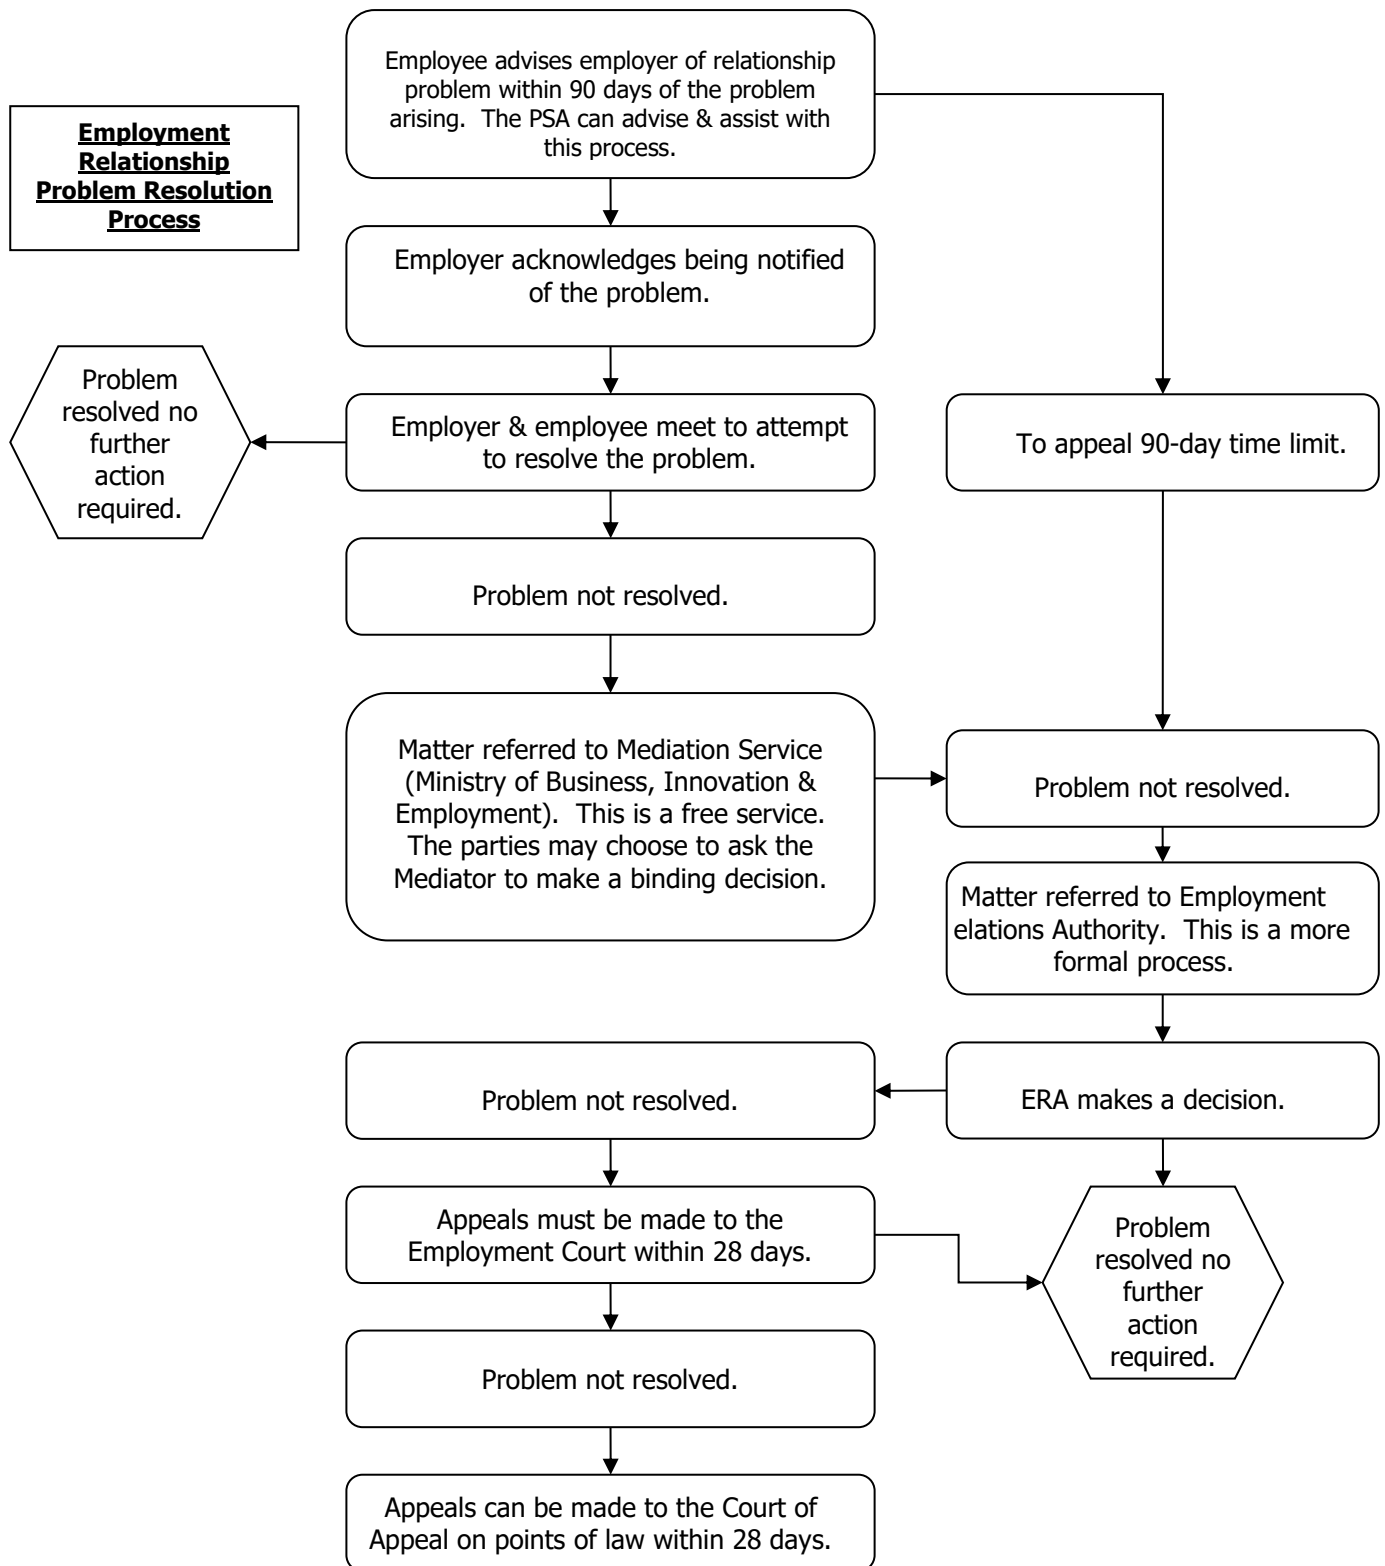 Employee advises employer of relationship
problem within 90 days of the problem
arising. The PSA can advise & assist with
this process.
Employment
Relationship
Problem Resolution
Process
Employer acknowledges being notified
of the problem.
Problem
resolved no
further
action
required.
Employer & employee meet to attempt
to resolve the problem.
To appeal 90-day time limit.
Problem not resolved.
Matter referred to Mediation Service
(Ministry of Business, Innovation &
Employment). This is a free service.
The parties may choose to ask the
Mediator to make a binding decision.
Problem not resolved.
Matter referred to Employment
elations Authority. This is a more
formal process.
Problem not resolved.
ERA makes a decision.
Appeals must be made to the
Employment Court within 28 days.
Problem
resolved no
further
action
required.
Problem not resolved.
Appeals can be made to the Court of
Appeal on points of law within 28 days.